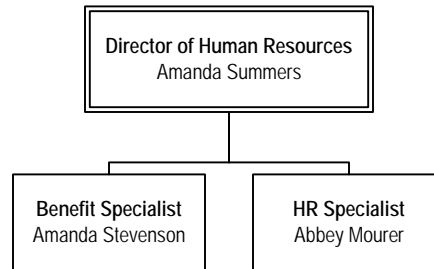 Director of Human Resources
Amanda Summers
Benefit Specialist
Amanda Stevenson
HR Specialist
Abbey Mourer